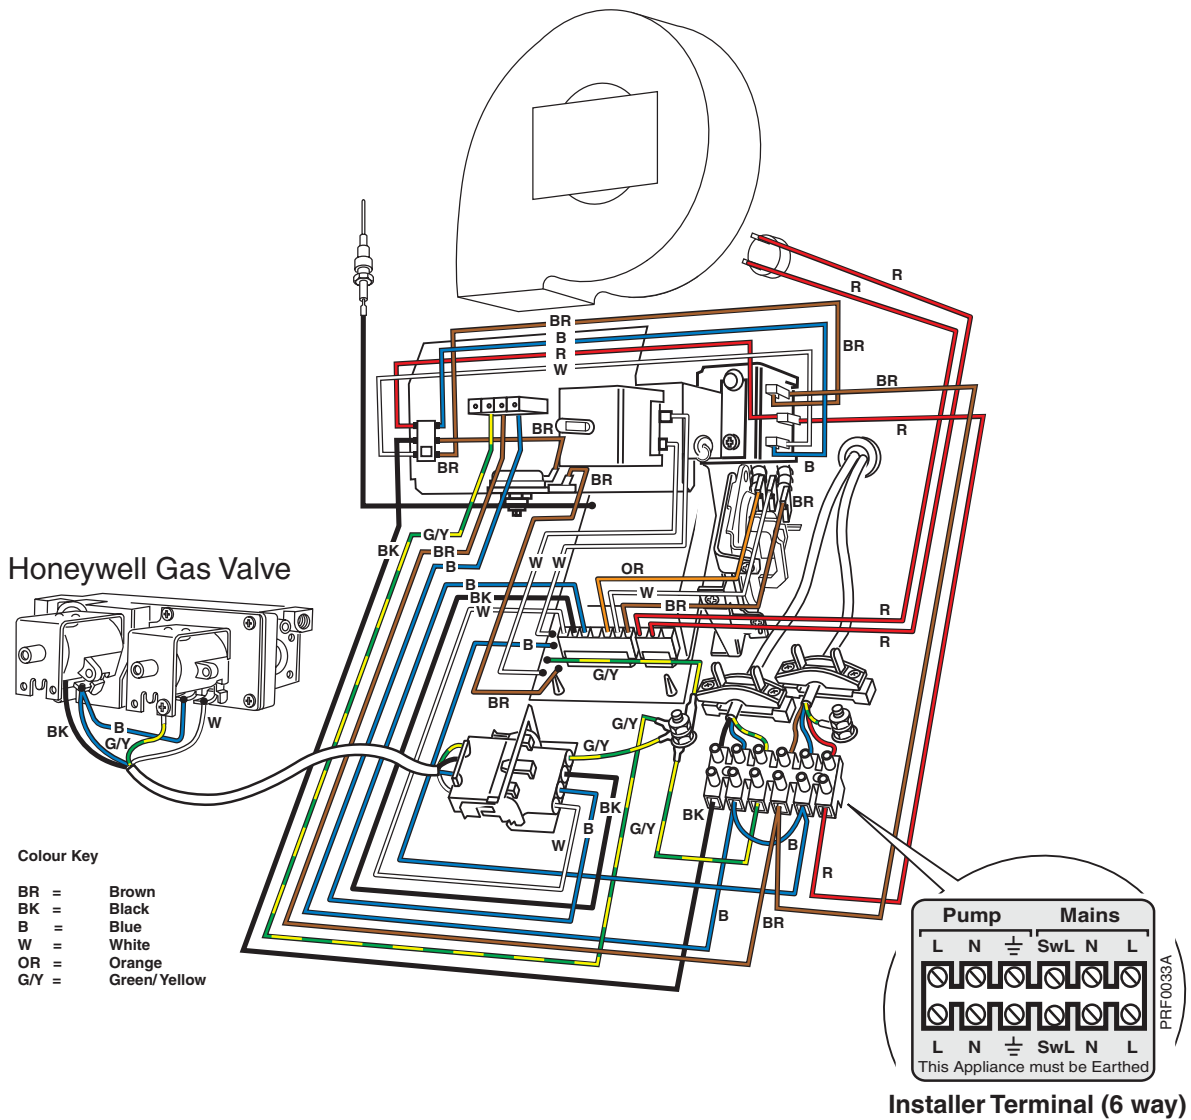 R
R
BR
B
R
W
BR
BR
R
BR
BR
B
BR
BR
G/Y
BK
BR
B
W
W
OR
B
BK
W
W
BR
R
R
B
G/Y
BR
Honeywell Gas Valve
BK
B
G/Y
W
G/Y
G/Y
BK
B
W
G/Y
BK
B
R
B
BR
Colour Key
BR = Brown
BK = Black
B = Blue
W = White
OR = Orange
G/Y = Green/Yellow
Pump Mains
L N SwL N L
L N SwL N L
This Appliance must be Earthed
PRF0033A
Installer Terminal (6 way)